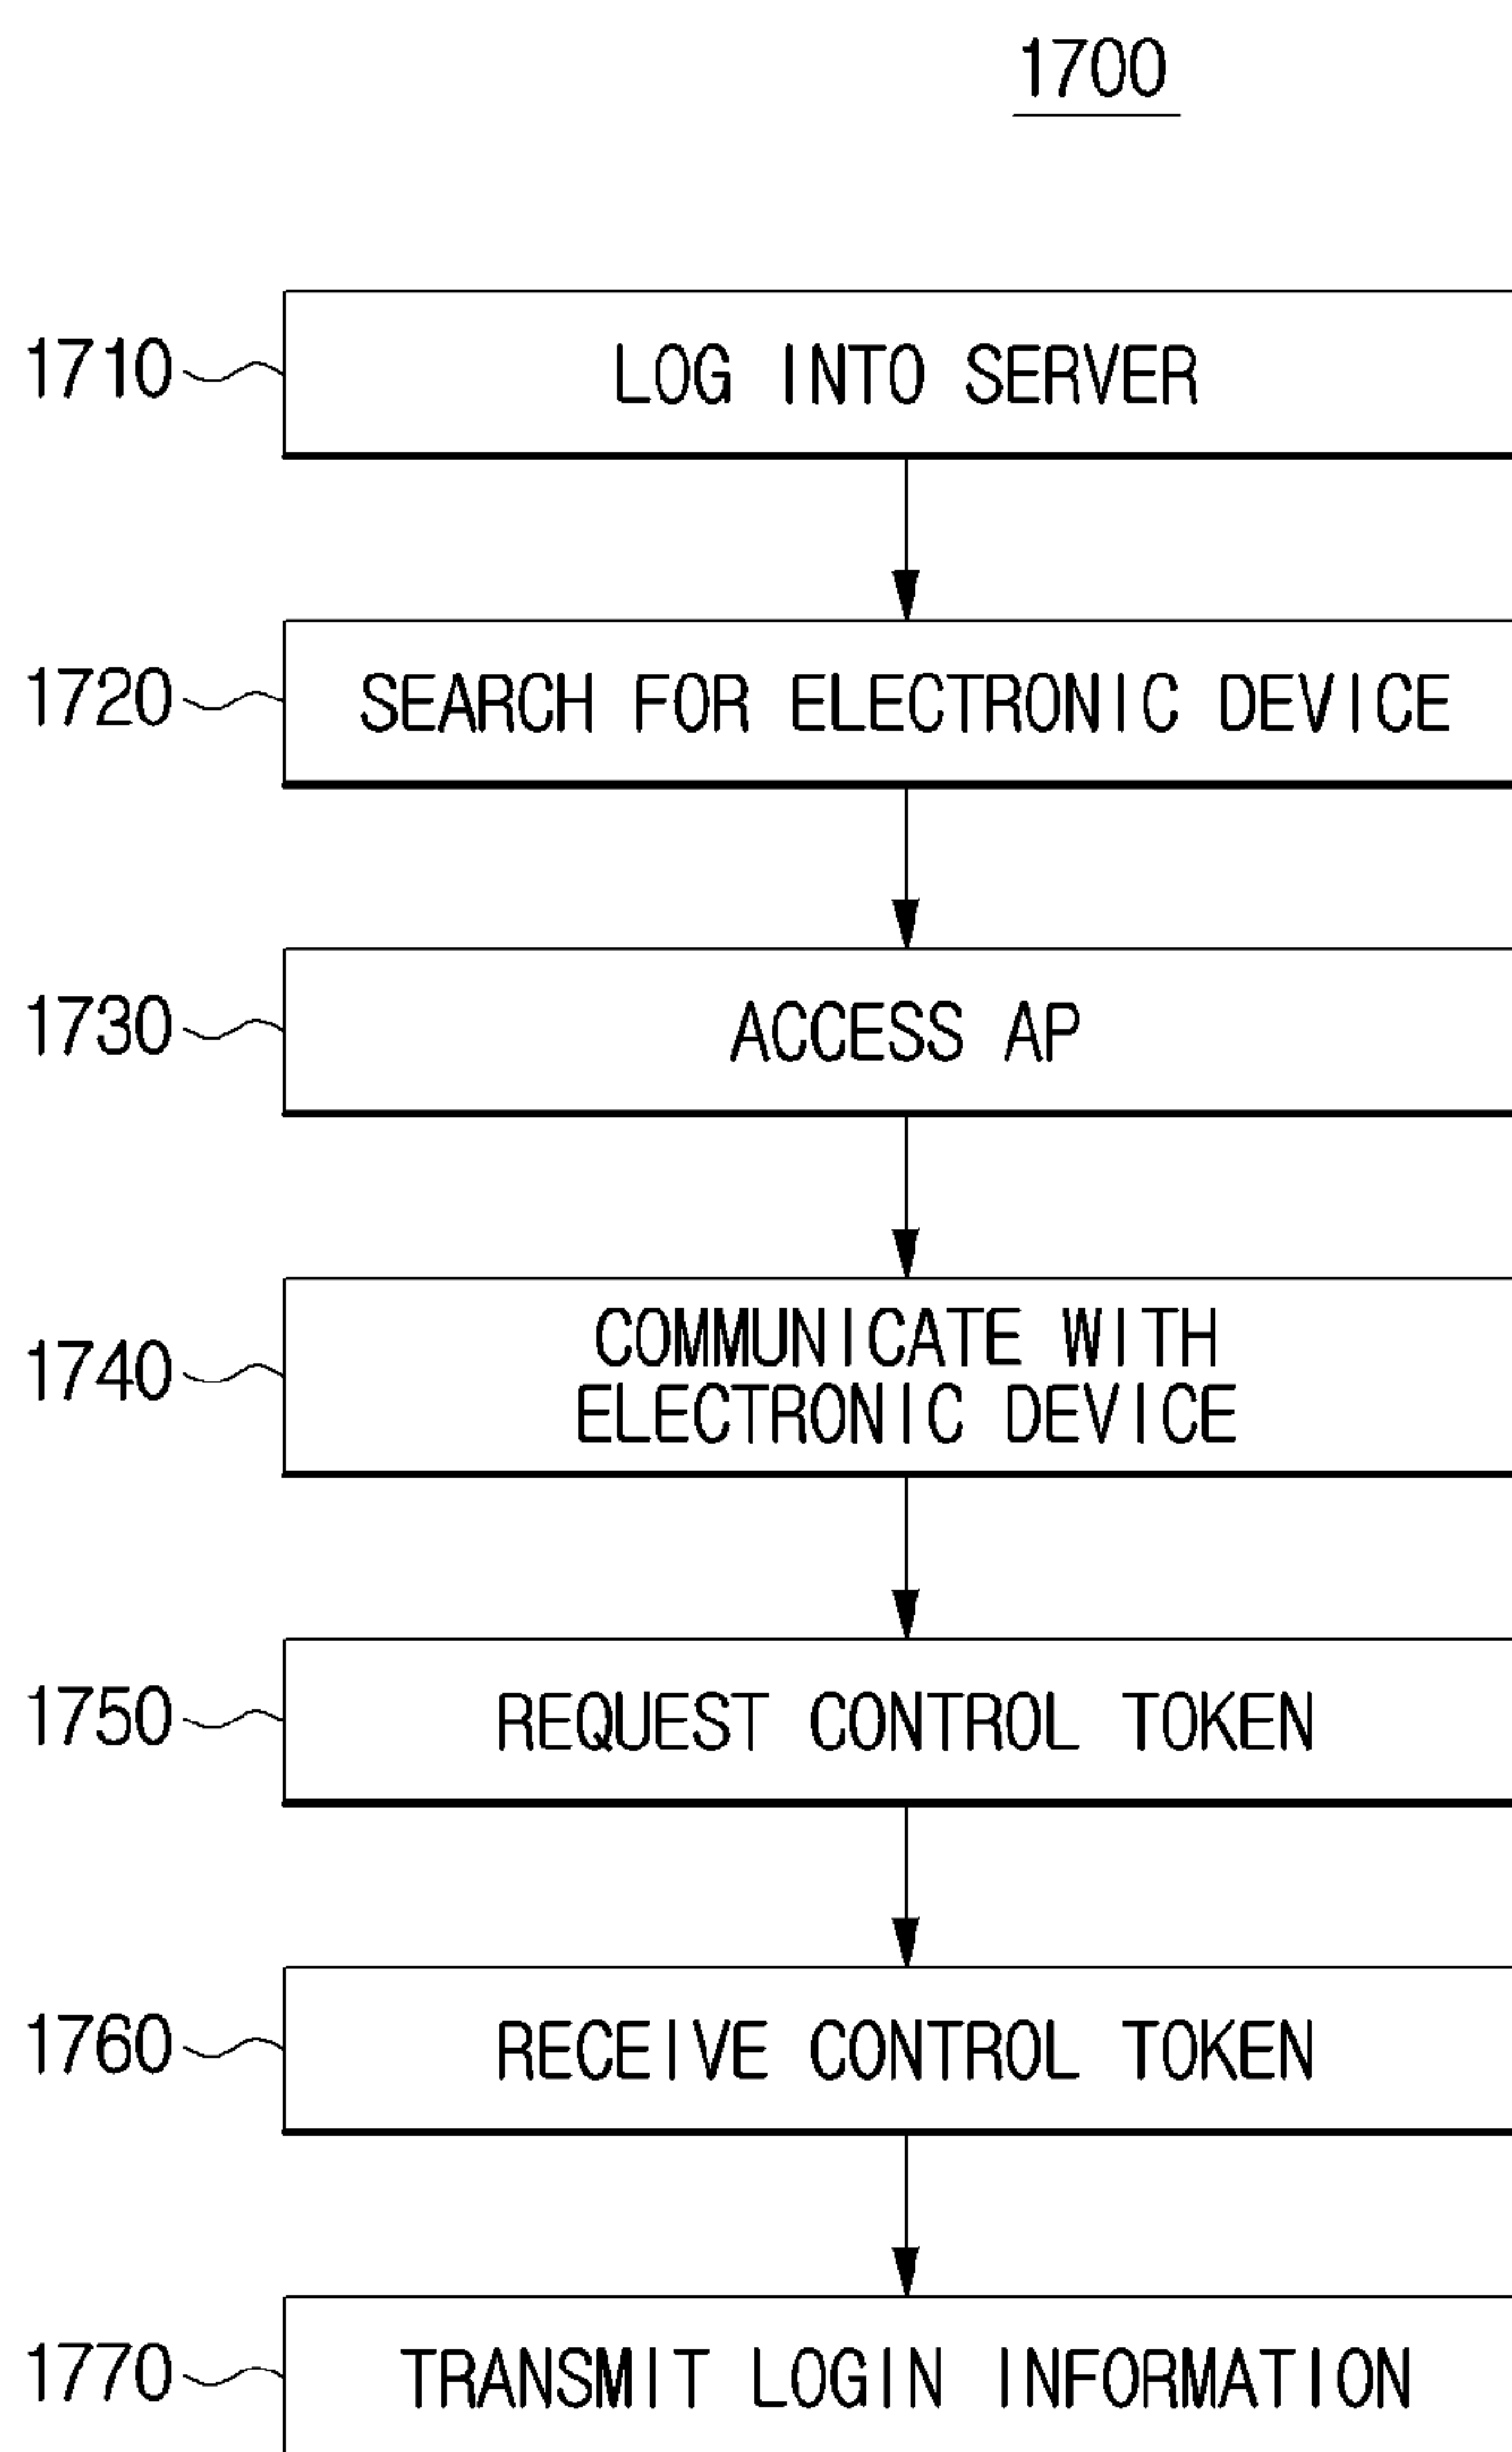 1700
1710 LOG INTO SERVER
1720 SEARCH FOR ELECTRONIC DEVICE
1730 ACCESS AP
1740 COMMUNICATE WITH
ELECTRONIC DEVICE
1750 REQUEST CONTROL TOKEN
1760 RECEIVE CONTROL TOKEN
1770 TRANSMIT LOGIN INFORMATION